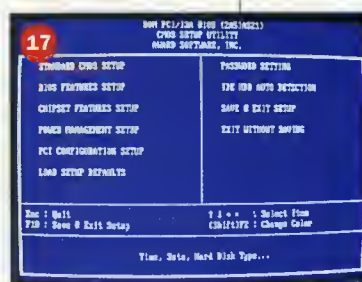 17
ROM PCI/ISA BIOS (2A5IAS21)
CMOS SETUP UTILITY
AWARD SOFTWARE, INC.
STANDARD CMOS SETUP
BIOS FEATURES SETUP
CHIPSET FEATURES SETUP
POWER MANAGEMENT SETUP
PCI CONFIGURATION SETUP
LOAD SETUP DEFAULTS
PASSWORD SETTING
IDE HDD AUTO DETECTION
SAVE & EXIT SETUP
EXIT WITHOUT SAVING
Esc : Quit
F10 : Save & Exit Setup
↑ ↓ → ← : Select Item
(Shift)F2 : Change Color
Time, Date, Hard Disk Type...